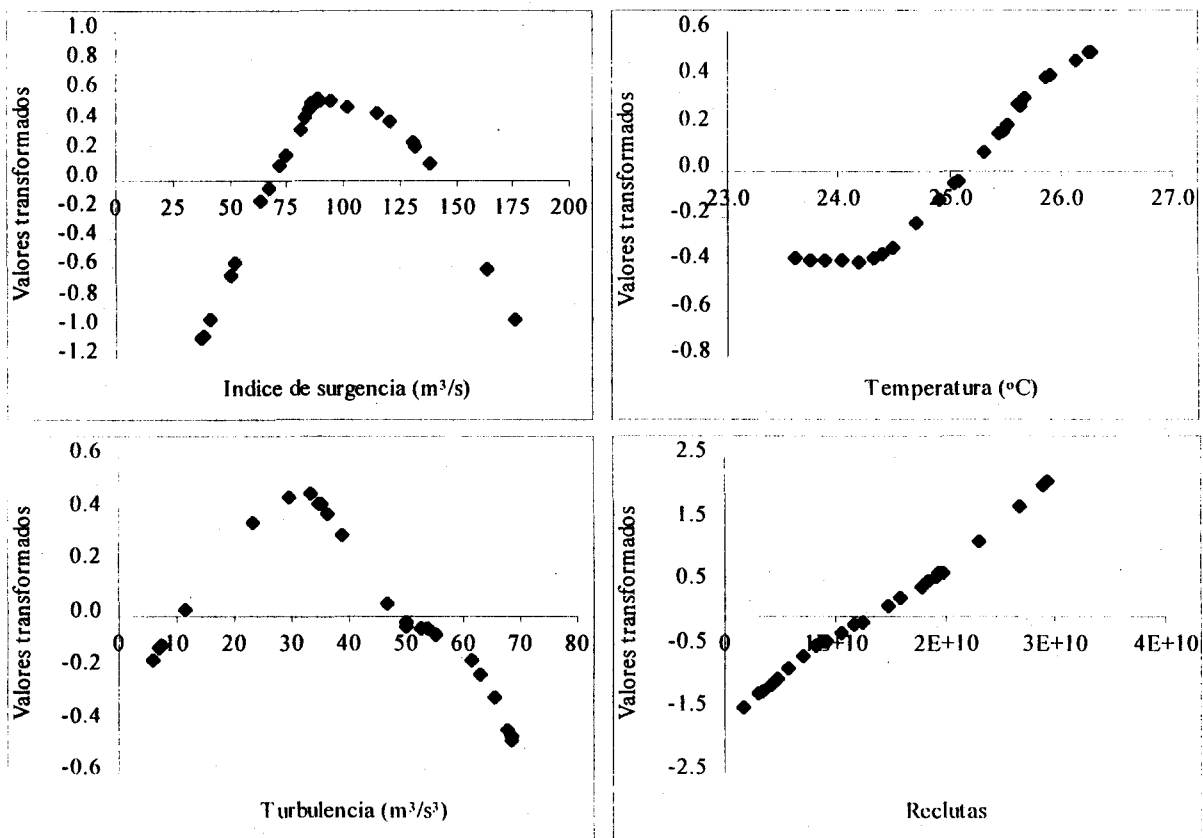 Valores transformados
1.0
0.8
0.6
0.4
0.2
0.0
-0.2
-0.4
-0.6
-0.8
-1.0
-1.2
0 25 50 75 100 125 150 175 200
Indice de surgencia (m³/s)
Valores transformados
0.6
0.4
0.2
0.0
-0.2
-0.4
-0.6
-0.8
23.0 24.0 25.0 26.0 27.0
Temperatura (°C)
Valores transformados
0.6
0.4
0.2
0.0
-0.2
-0.4
-0.6
0 10 20 30 40 50 60 70 80
Turbulencia (m³/s³)
Valores transformados
2.5
1.5
0.5
-0.5
-1.5
-2.5
0 1E+10 2E+10 3E+10 4E+10
Reclutas